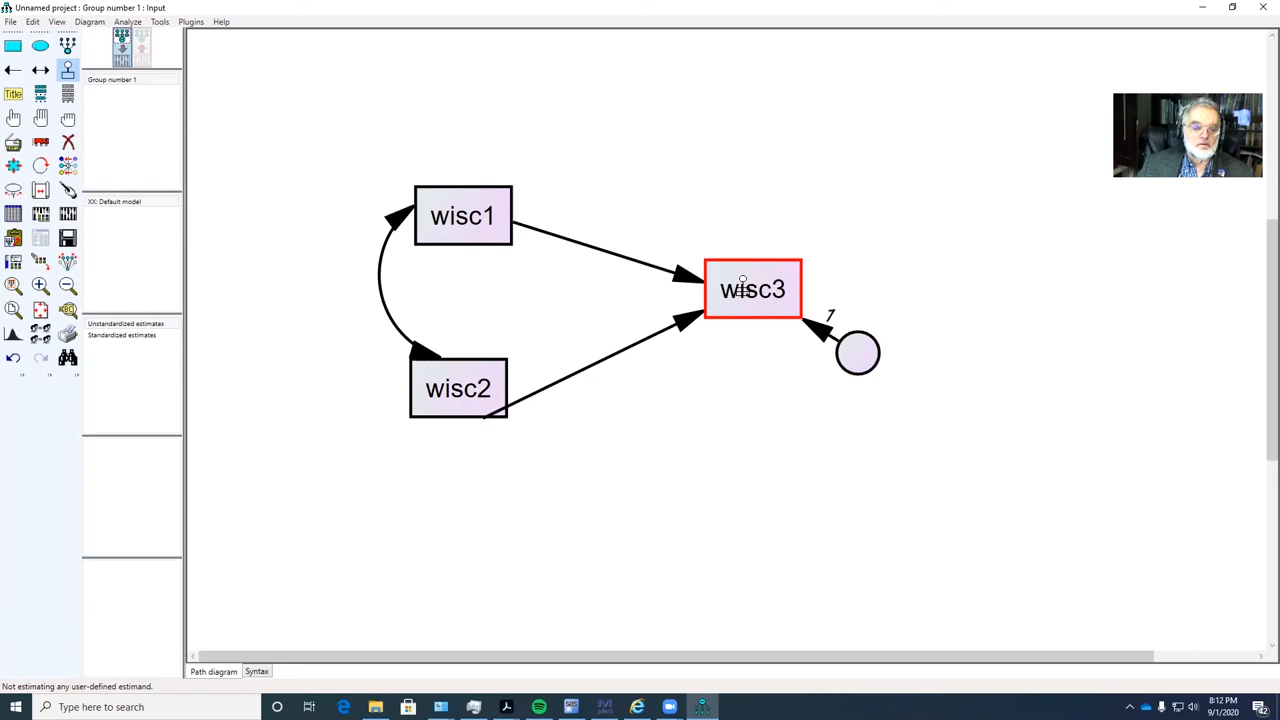 Unnamed project : Group number 1 : Input
File Edit View Diagram Analyze Tools Plugins Help
Title
Group number 1
XX: Default model
Unstandardized estimates
Standardized estimates
wisc1
wisc3
1
wisc2
Path diagram Syntax
Not estimating any user-defined estimand.
Type here to search
8:12 PM
9/1/2020
42